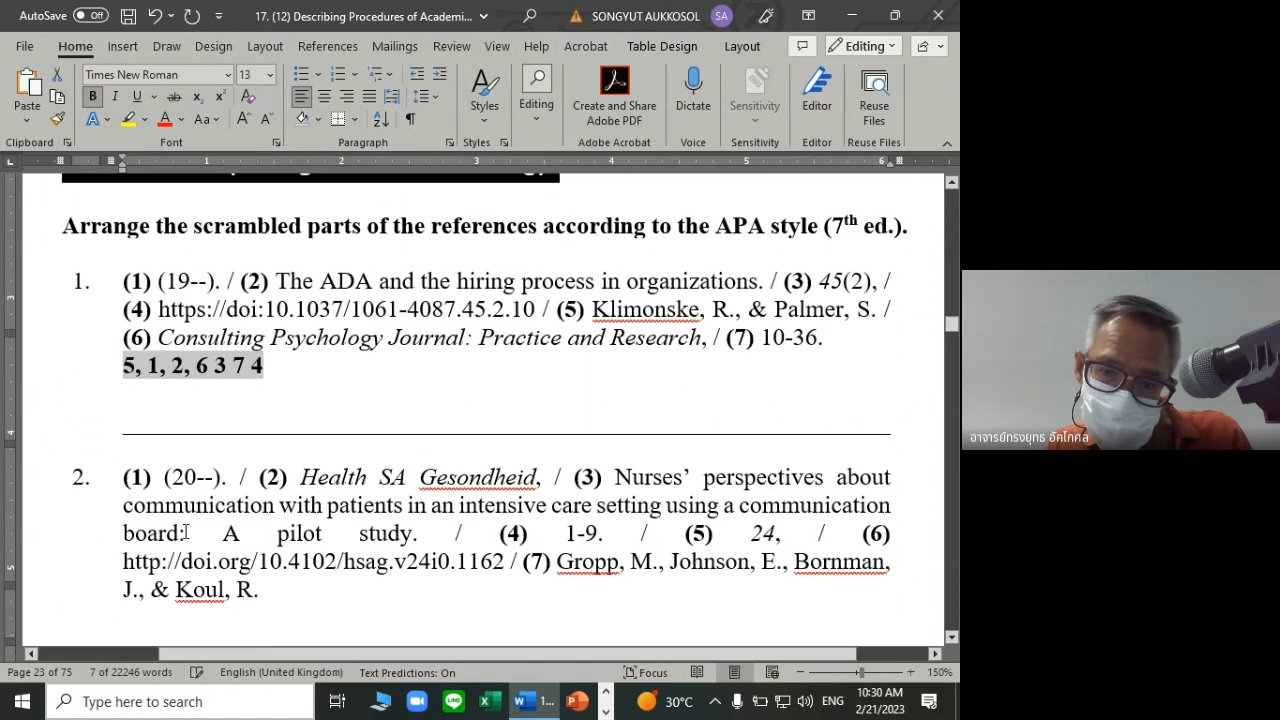 AutoSave Off 17. (12) Describing Procedures of Academi... SONGYUT AUKKOSOL SA
File Home Insert Draw Design Layout References Mailings Review View Help Acrobat Table Design Layout Editing
Times New Roman 13
Paste Styles Editing Create and Share Adobe PDF Dictate Sensitivity Editor Reuse Files
Clipboard Font Paragraph Styles Adobe Acrobat Voice Sensitivity Editor Reuse Files
Arrange the scrambled parts of the references according to the APA style (7th ed.).
1. (1) (19--). / (2) The ADA and the hiring process in organizations. / (3) 45(2), /
(4) https://doi:10.1037/1061-4087.45.2.10 / (5) Klimonske, R., & Palmer, S. /
(6) Consulting Psychology Journal: Practice and Research, / (7) 10-36.
5, 1, 2, 6 3 7 4
2. (1) (20--). / (2) Health SA Gesondheid, / (3) Nurses’ perspectives about
communication with patients in an intensive care setting using a communication
board: A pilot study. / (4) 1-9. / (5) 24, / (6)
http://doi.org/10.4102/hsag.v24i0.1162 / (7) Gropp, M., Johnson, E., Bornman,
J., & Koul, R.
อาจารย์ทรงยุทธ อัคโกศล
Page 23 of 75 7 of 22246 words English (United Kingdom) Text Predictions: On Focus 150%
Type here to search 1... 30°C ENG 10:30 AM
2/21/2023